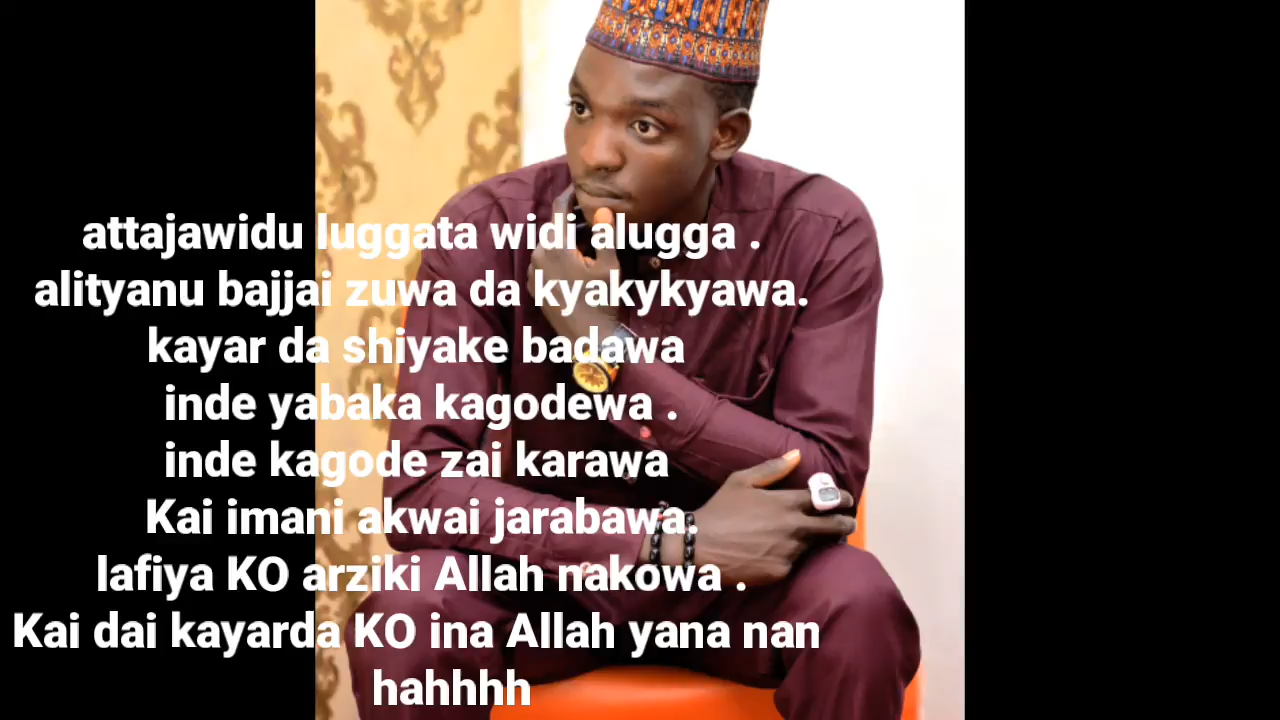 attajawidu luggata widi alugga .
alityanu bajjai zuwa da kyakykyawa.
kayar da shiyake badawa
inde yabaka kagodewa .
inde kagode zai karawa
Kai imani akwai jarabawa.
lafiya KO arziki Allah nakowa .
Kai dai kayarda KO ina Allah yana nan
hahhhh